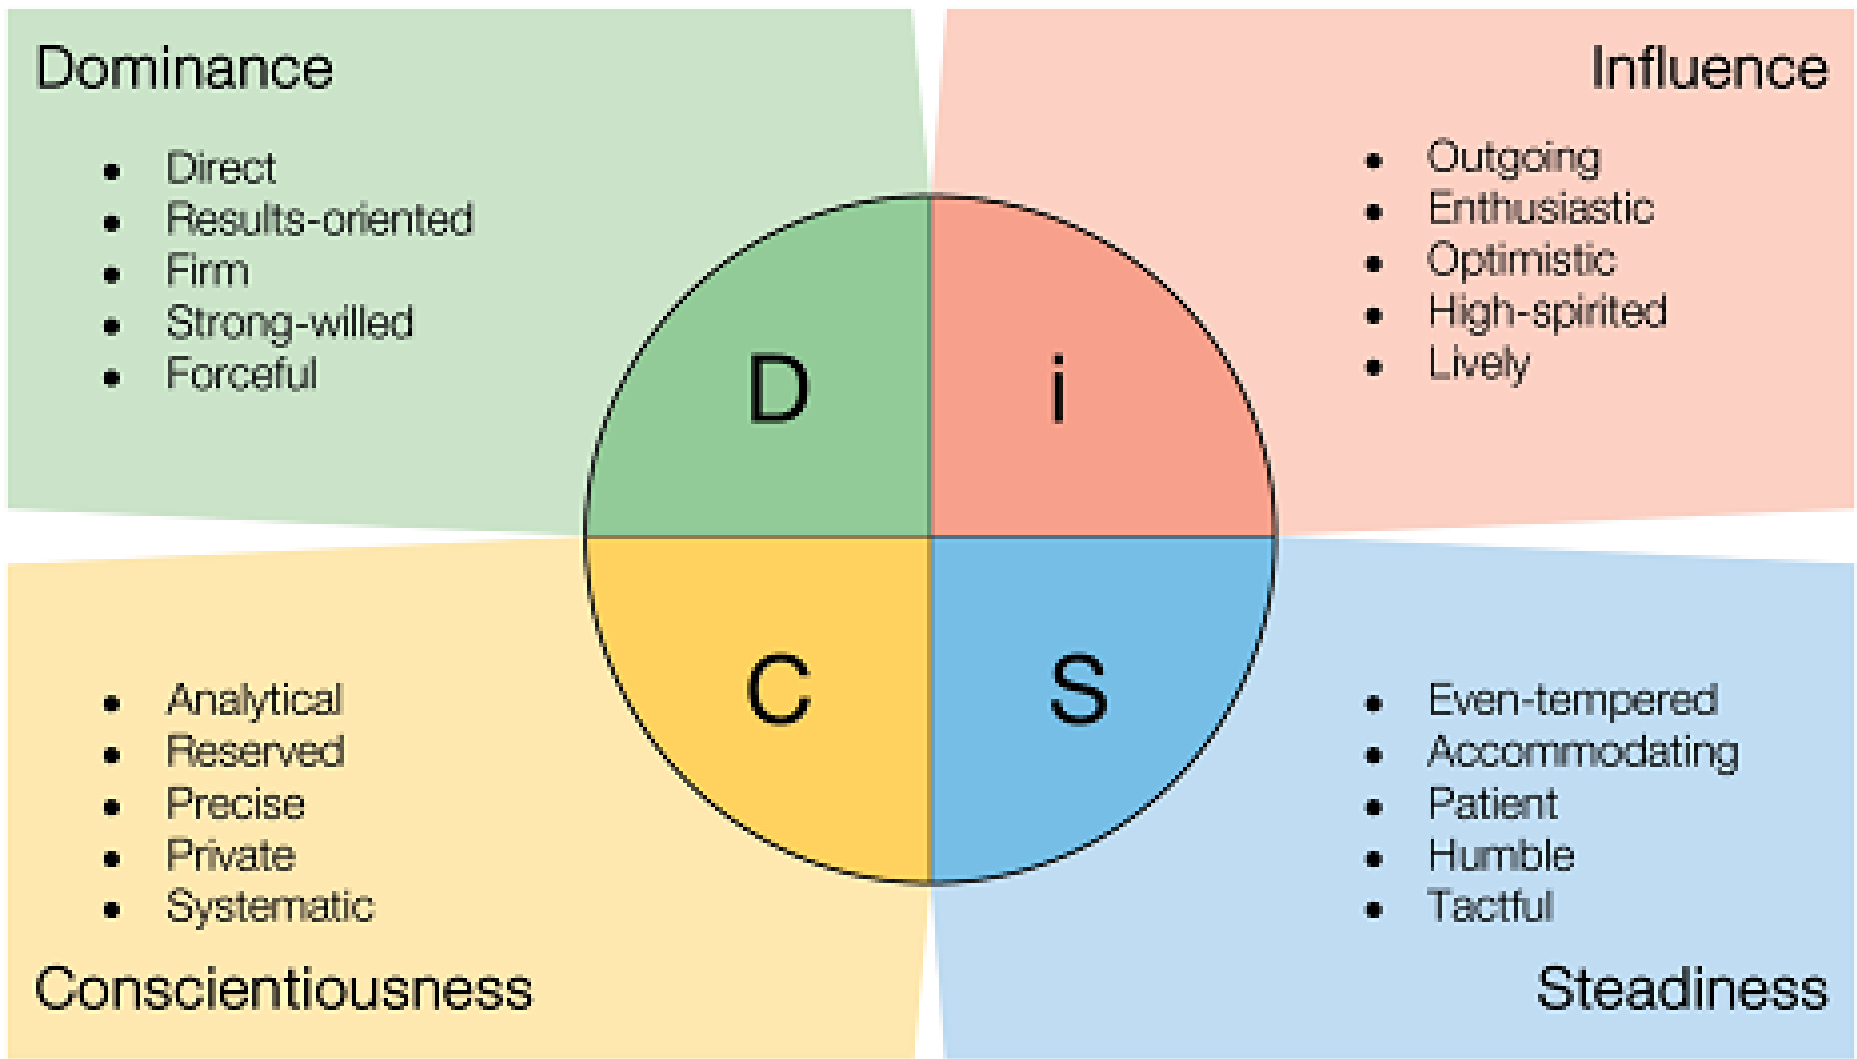 Dominance
• Direct
• Results-oriented
• Firm
• Strong-willed
• Forceful
Influence
• Outgoing
• Enthusiastic
• Optimistic
• High-spirited
• Lively
D
i
C
S
• Analytical
• Reserved
• Precise
• Private
• Systematic
Conscientiousness
• Even-tempered
• Accommodating
• Patient
• Humble
• Tactful
Steadiness